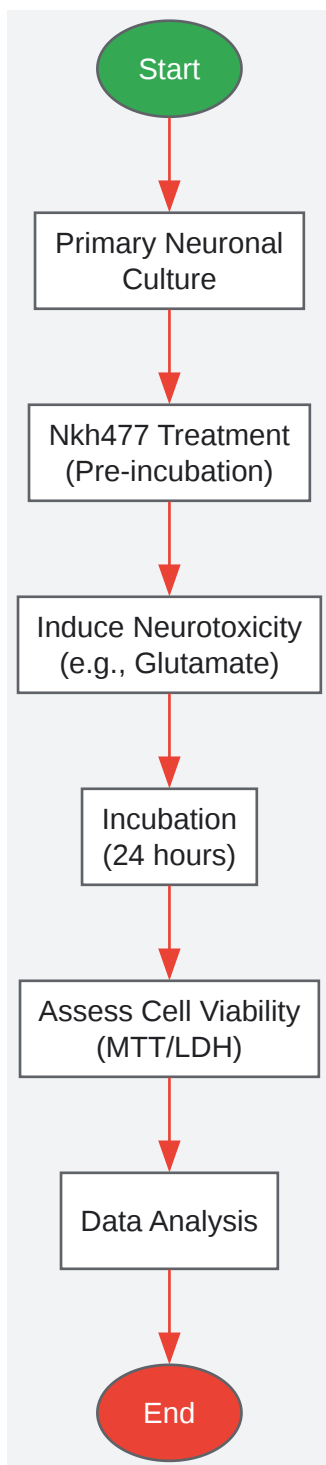 Start
Primary Neuronal
Culture
Nkh477 Treatment
(Pre-incubation)
Induce Neurotoxicity
(e.g., Glutamate)
Incubation
(24 hours)
Assess Cell Viability
(MTT/LDH)
Data Analysis
End